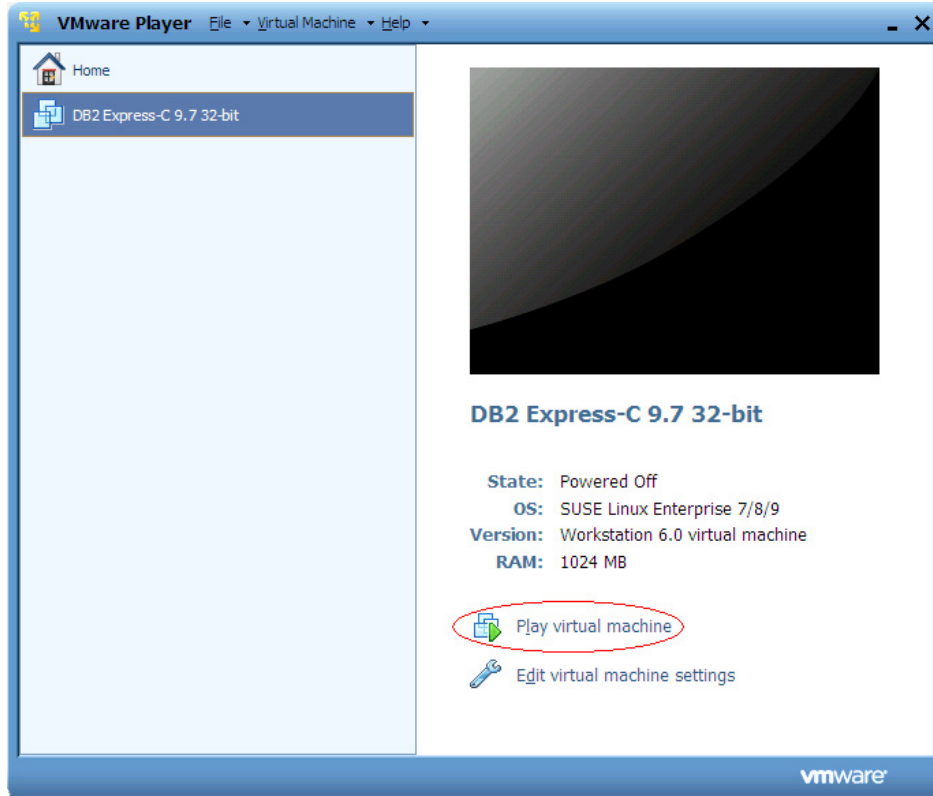 VMware Player File Virtual Machine Help
Home
DB2 Express-C 9.7 32-bit
DB2 Express-C 9.7 32-bit
State: Powered Off
OS: SUSE Linux Enterprise 7/8/9
Version: Workstation 6.0 virtual machine
RAM: 1024 MB
Play virtual machine
Edit virtual machine settings
vmware